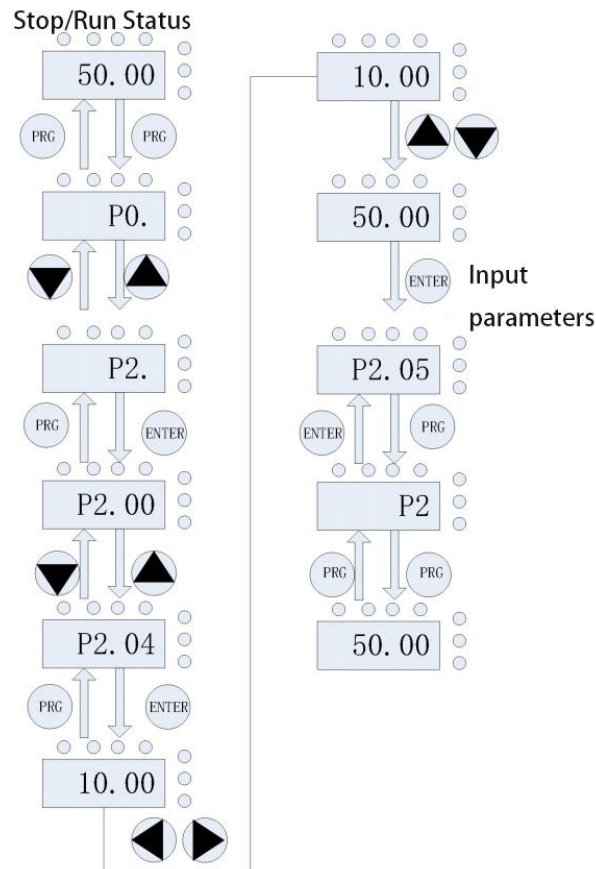 Stop/Run Status
50.00
PRG PRG
P0.
P2.
PRG ENTER
P2.00
P2.04
PRG ENTER
10.00
10.00
50.00
ENTER Input
parameters
P2.05
ENTER PRG
P2
PRG PRG
50.00